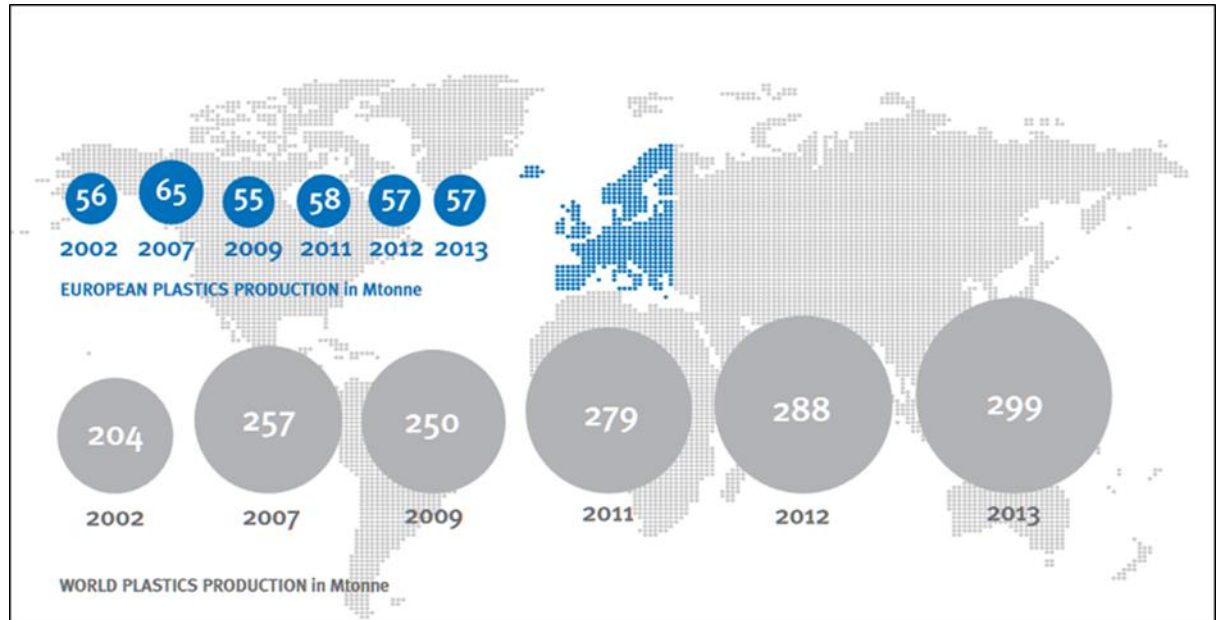 56 65 55 58 57 57
2002 2007 2009 2011 2012 2013
EUROPEAN PLASTICS PRODUCTION in Mtonne
204 257 250 279 288 299
2002 2007 2009 2011 2012 2013
WORLD PLASTICS PRODUCTION in Mtonne